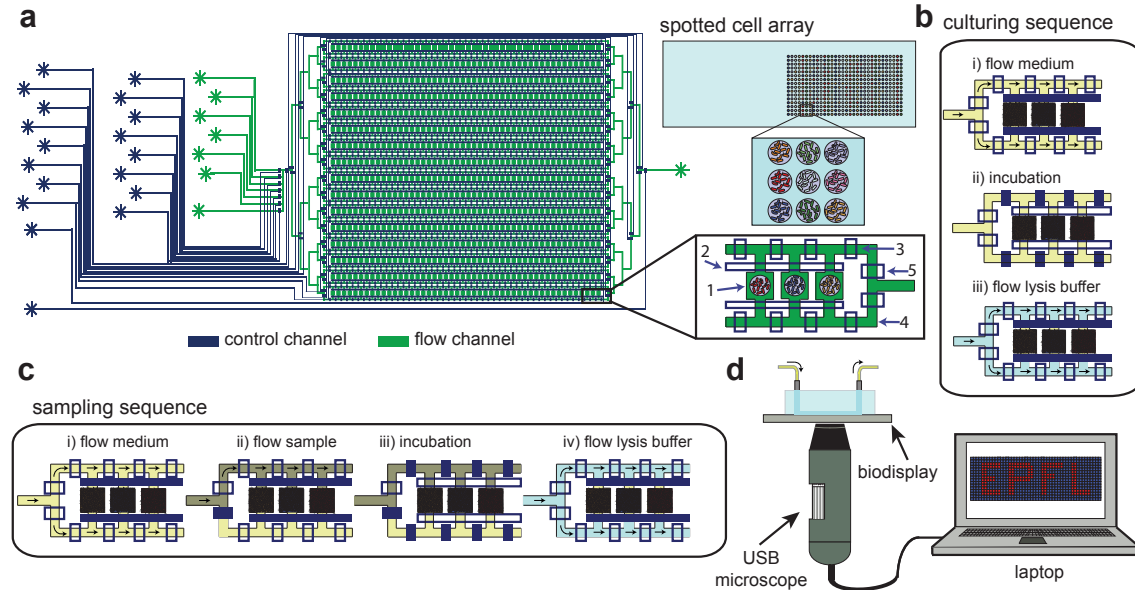 a
spotted cell array
2
3
5
1
4
control channel
flow channel
b
culturing sequence
i) flow medium
ii) incubation
iii) flow lysis buffer
c
sampling sequence
i) flow medium
ii) flow sample
iii) incubation
iv) flow lysis buffer
d
biodisplay
USB
microscope
EPFL
laptop